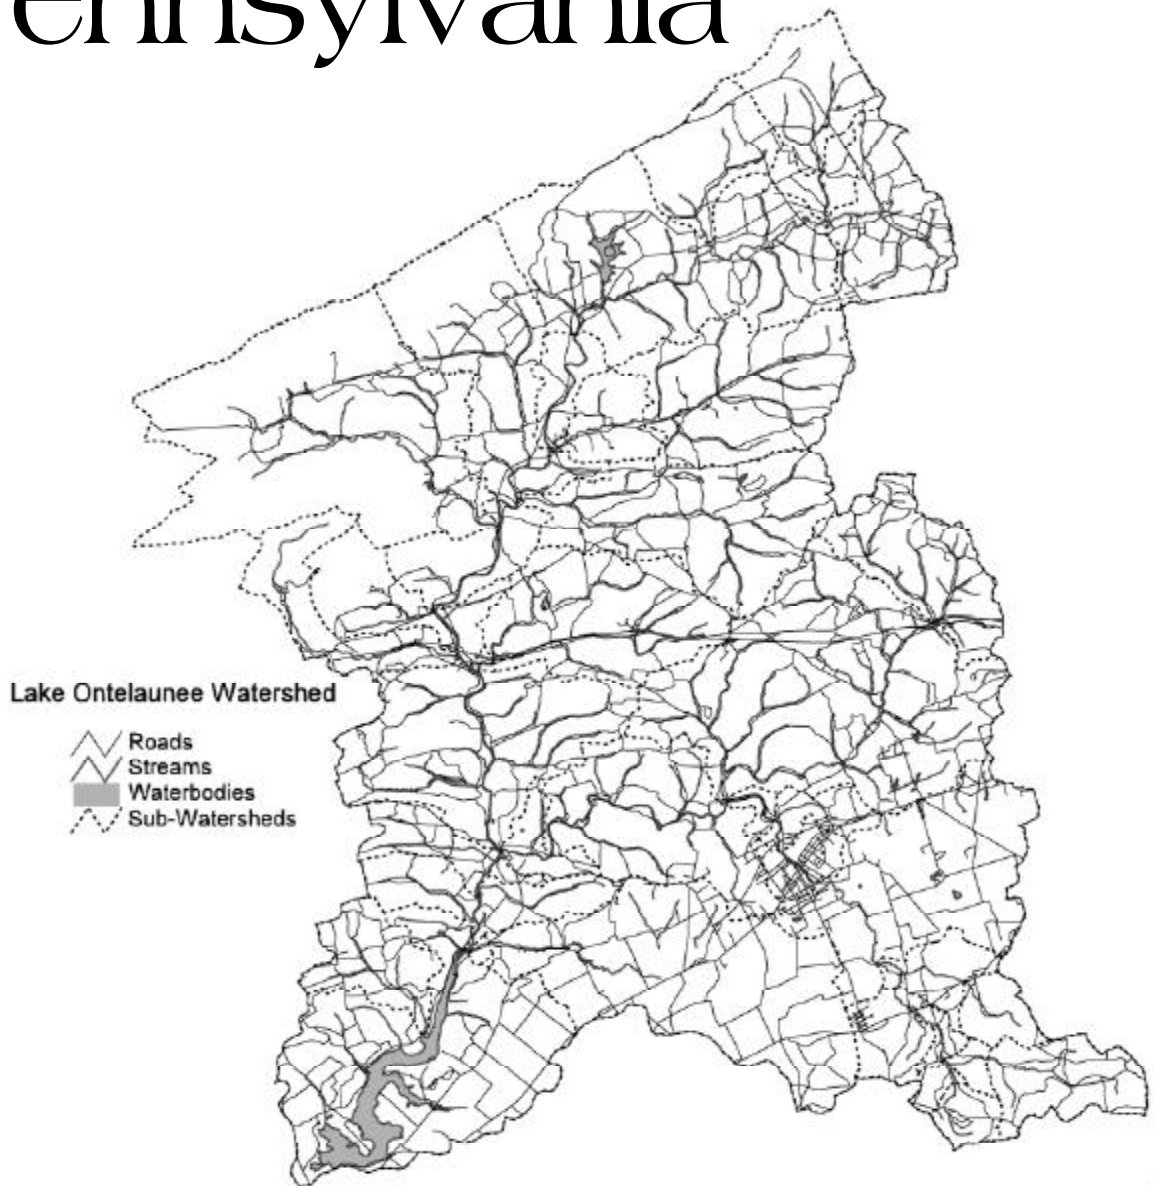 ennsylvania
Lake Ontelaunee Watershed
Roads
Streams
Waterbodies
Sub-Watersheds